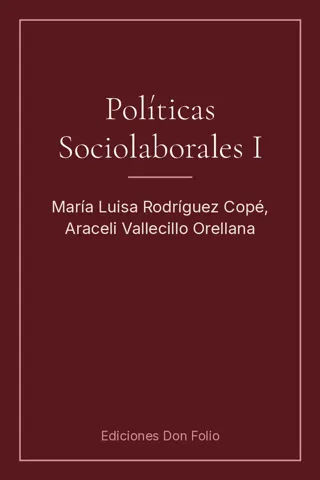 Políticas
Sociolaborales I
María Luisa Rodríguez Copé,
Araceli Vallecillo Orellana
Ediciones Don Folio